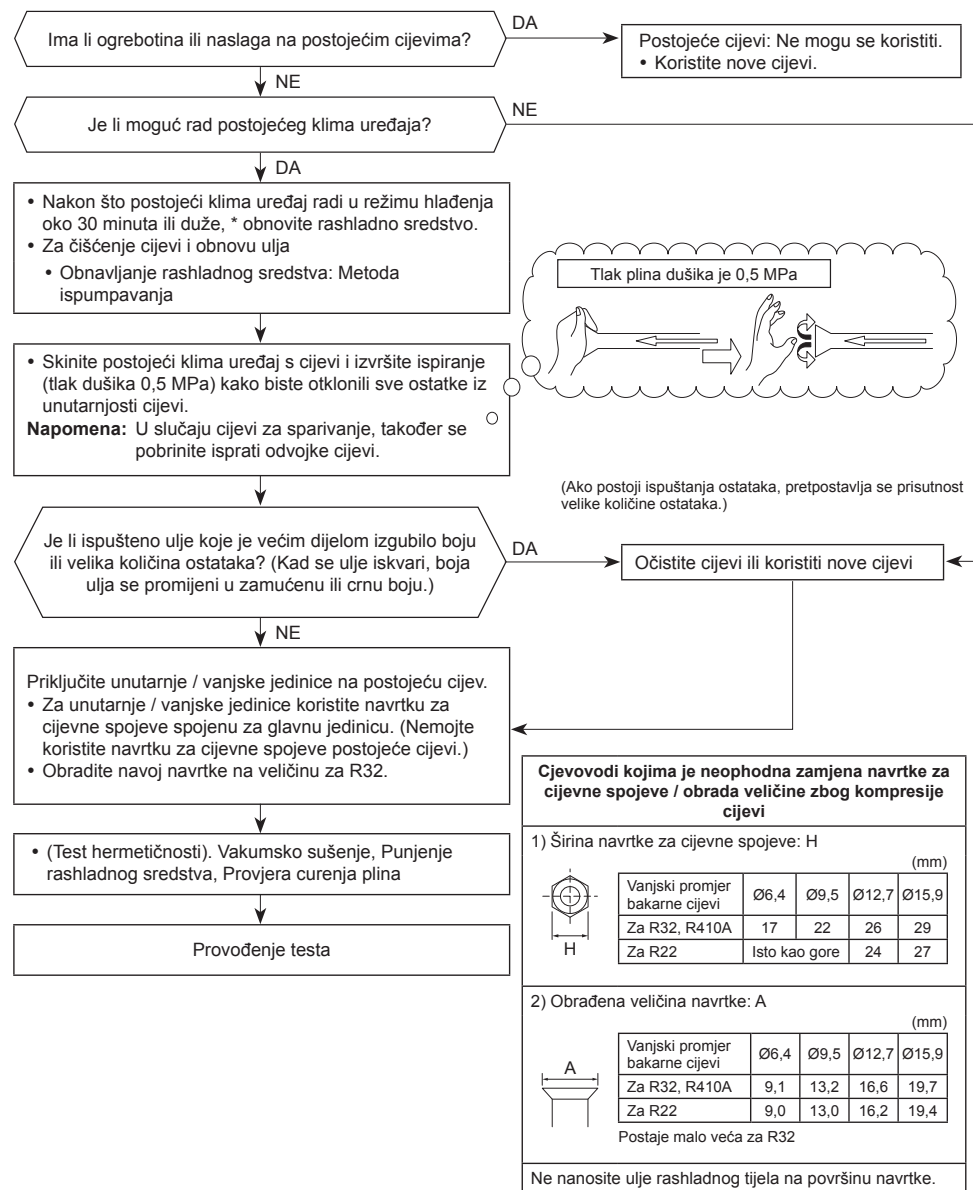 Ima li ogrebotina ili naslaga na postojećim cijevima?
DA
Postojeće cijevi: Ne mogu se koristiti.
• Koristite nove cijevi.
NE
Je li moguć rad postojećeg klima uređaja?
NE
DA
• Nakon što postojeći klima uređaj radi u režimu hlađenja
oko 30 minuta ili duže, * obnovite rashladno sredstvo.
• Za čišćenje cijevi i obnovu ulja
• Obnavljanje rashladnog sredstva: Metoda
ispumpavanja
Tlak plina dušika je 0,5 MPa
• Skinite postojeći klima uređaj s cijevi i izvršite ispiranje
(tlak dušika 0,5 MPa) kako biste otklonili sve ostatke iz
unutarnjosti cijevi.
Napomena: U slučaju cijevi za sparivanje, također se
pobrinite isprati odvojke cijevi.
(Ako postoji ispuštanja ostataka, pretpostavlja se prisutnost
velike količine ostataka.)
Je li ispušteno ulje koje je većim dijelom izgubilo boju
ili velika količina ostataka? (Kad se ulje iskvari, boja
ulja se promijeni u zamućenu ili crnu boju.)
DA
Očistite cijevi ili koristiti nove cijevi
NE
Priključite unutarnje / vanjske jedinice na postojeću cijev.
• Za unutarnje / vanjske jedinice koristite navrtku za
cijevne spojeve spojenu za glavnu jedinicu. (Nemojte
koristite navrtku za cijevne spojeve postojeće cijevi.)
• Obradite navoj navrtke na veličinu za R32.
• (Test hermetičnosti). Vakumsko sušenje, Punjenje
rashladnog sredstva, Provjera curenja plina
Provođenje testa
Cjevovodi kojima je neophodna zamjena navrtke za
cijevne spojeve / obrada veličine zbog kompresije
cijevi
1) Širina navrtke za cijevne spojeve: H
(mm)
H
Vanjski promjer
bakarne cijevi Ø6,4 Ø9,5 Ø12,7 Ø15,9
Za R32, R410A 17 22 26 29
Za R22 Isto kao gore 24 27
2) Obrađena veličina navrtke: A
(mm)
A
Vanjski promjer
bakarne cijevi Ø6,4 Ø9,5 Ø12,7 Ø15,9
Za R32, R410A 9,1 13,2 16,6 19,7
Za R22 9,0 13,0 16,2 19,4
Postaje malo veća za R32
Ne nanosite ulje rashladnog tijela na površinu navrtke.